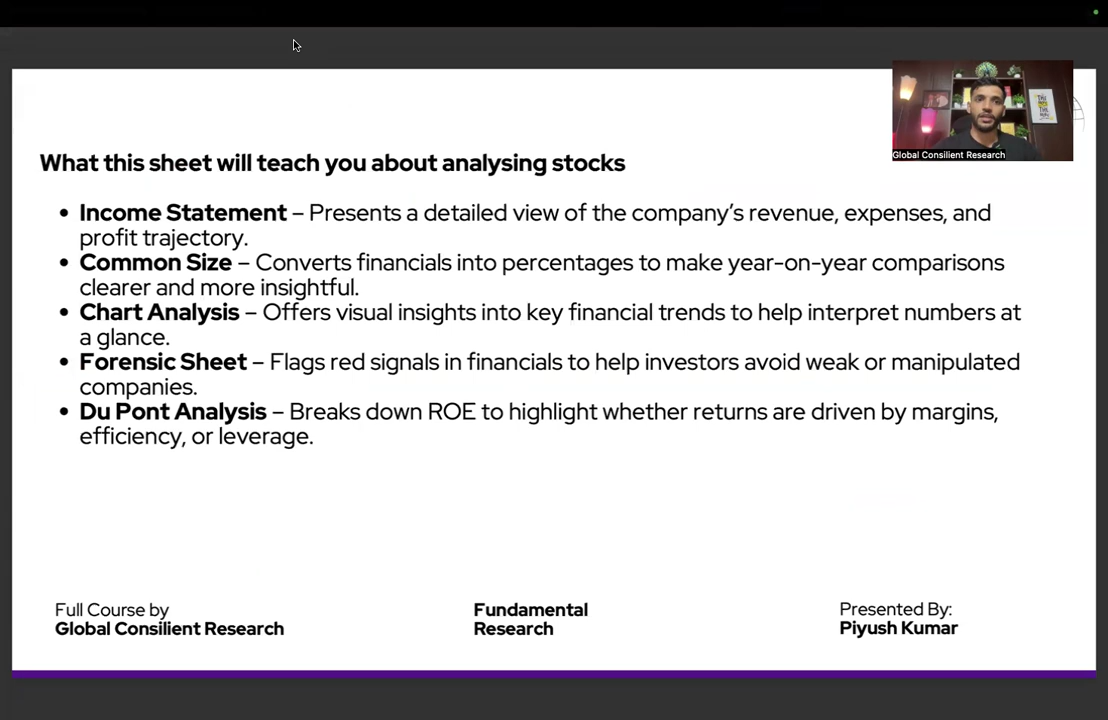 Global Consilient Research
What this sheet will teach you about analysing stocks
• Income Statement – Presents a detailed view of the company’s revenue, expenses, and
profit trajectory.
• Common Size – Converts financials into percentages to make year-on-year comparisons
clearer and more insightful.
• Chart Analysis – Offers visual insights into key financial trends to help interpret numbers at
a glance.
• Forensic Sheet – Flags red signals in financials to help investors avoid weak or manipulated
companies.
• Du Pont Analysis – Breaks down ROE to highlight whether returns are driven by margins,
efficiency, or leverage.
Full Course by
Global Consilient Research
Fundamental
Research
Presented By:
Piyush Kumar